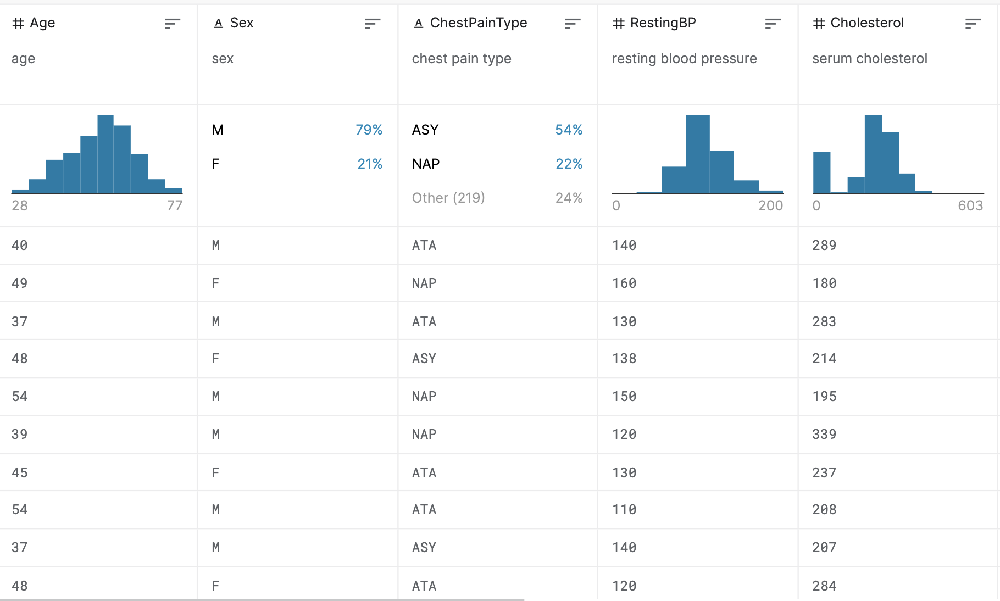 Age Sex ChestPainType RestingBP Cholesterol
age sex chest pain type resting blood pressure serum cholesterol
M 79% ASY 54%
F 21% NAP 22%
Other (219) 24%
28 77 0 200 0 603
40 M ATA 140 289
49 F NAP 160 180
37 M ATA 130 283
48 F ASY 138 214
54 M NAP 150 195
39 M NAP 120 339
45 F ATA 130 237
54 M ATA 110 208
37 M ASY 140 207
48 F ATA 120 284